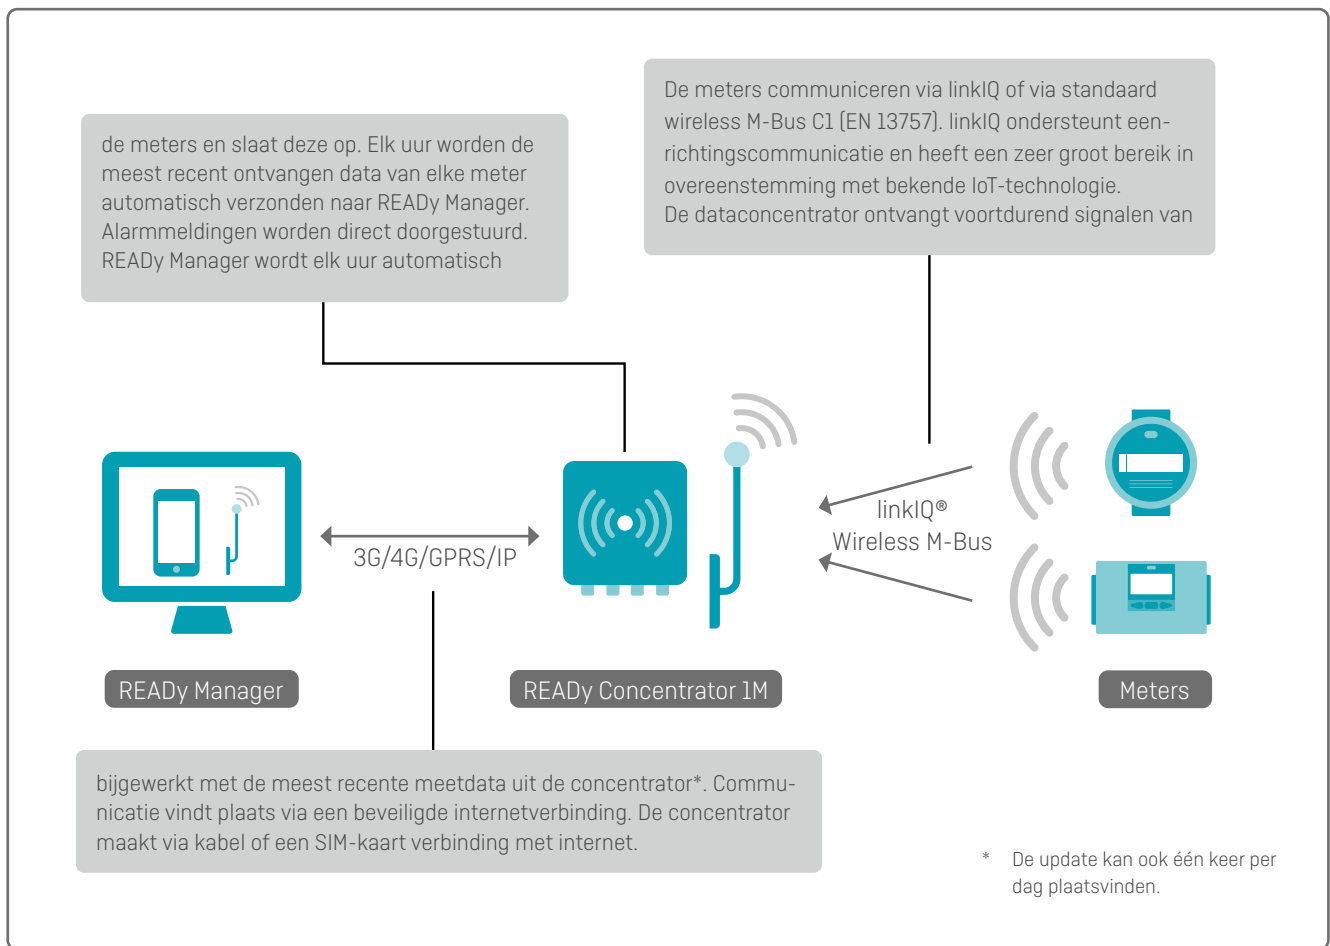 De meters communiceren via linkIQ of via standaard
wireless M-Bus C1 (EN 13757). linkIQ ondersteunt een-
richtingscommunicatie en heeft een zeer groot bereik in
overeenstemming met bekende IoT-technologie.
De dataconcentrator ontvangt voortdurend signalen van
de meters en slaat deze op. Elk uur worden de
meest recent ontvangen data van elke meter
automatisch verzonden naar READy Manager.
Alarmmeldingen worden direct doorgestuurd.
READy Manager wordt elk uur automatisch
bijgewerkt met de meest recente meetdata uit de concentrator*. Commu-
nicatie vindt plaats via een beveiligde internetverbinding. De concentrator
maakt via kabel of een SIM-kaart verbinding met internet.
3G/4G/GPRS/IP
linkIQ®
Wireless M-Bus
READy Manager
READy Concentrator 1M
Meters
* De update kan ook één keer per
dag plaatsvinden.